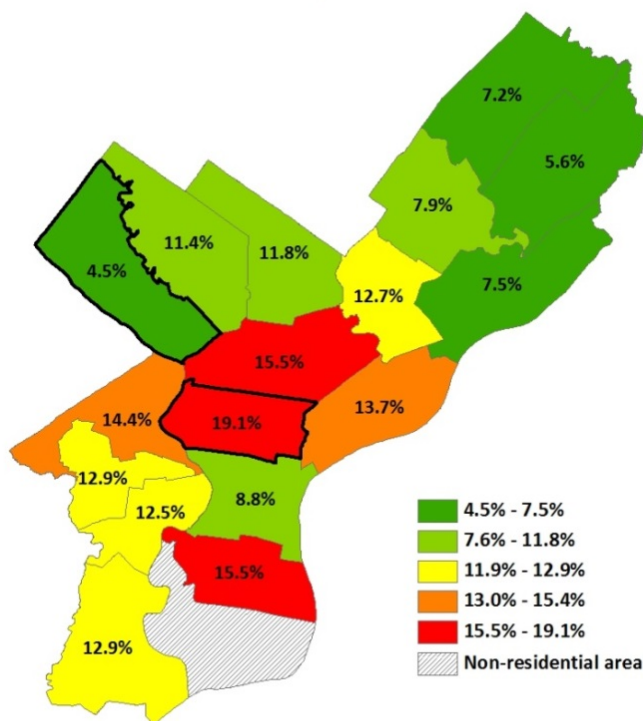 7.2%
5.6%
7.9%
11.4%
11.8%
4.5%
12.7%
7.5%
15.5%
19.1%
13.7%
14.4%
12.9%
8.8%
12.5%
15.5%
12.9%
4.5% - 7.5%
7.6% - 11.8%
11.9% - 12.9%
13.0% - 15.4%
15.5% - 19.1%
Non-residential area